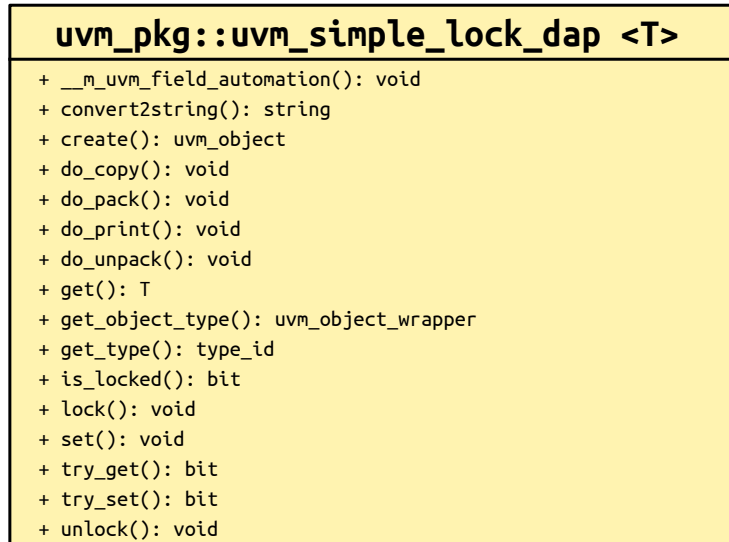 uvm_pkg::uvm_simple_lock_dap <T>
+ __m_uvm_field_automation(): void
+ convert2string(): string
+ create(): uvm_object
+ do_copy(): void
+ do_pack(): void
+ do_print(): void
+ do_unpack(): void
+ get(): T
+ get_object_type(): uvm_object_wrapper
+ get_type(): type_id
+ is_locked(): bit
+ lock(): void
+ set(): void
+ try_get(): bit
+ try_set(): bit
+ unlock(): void